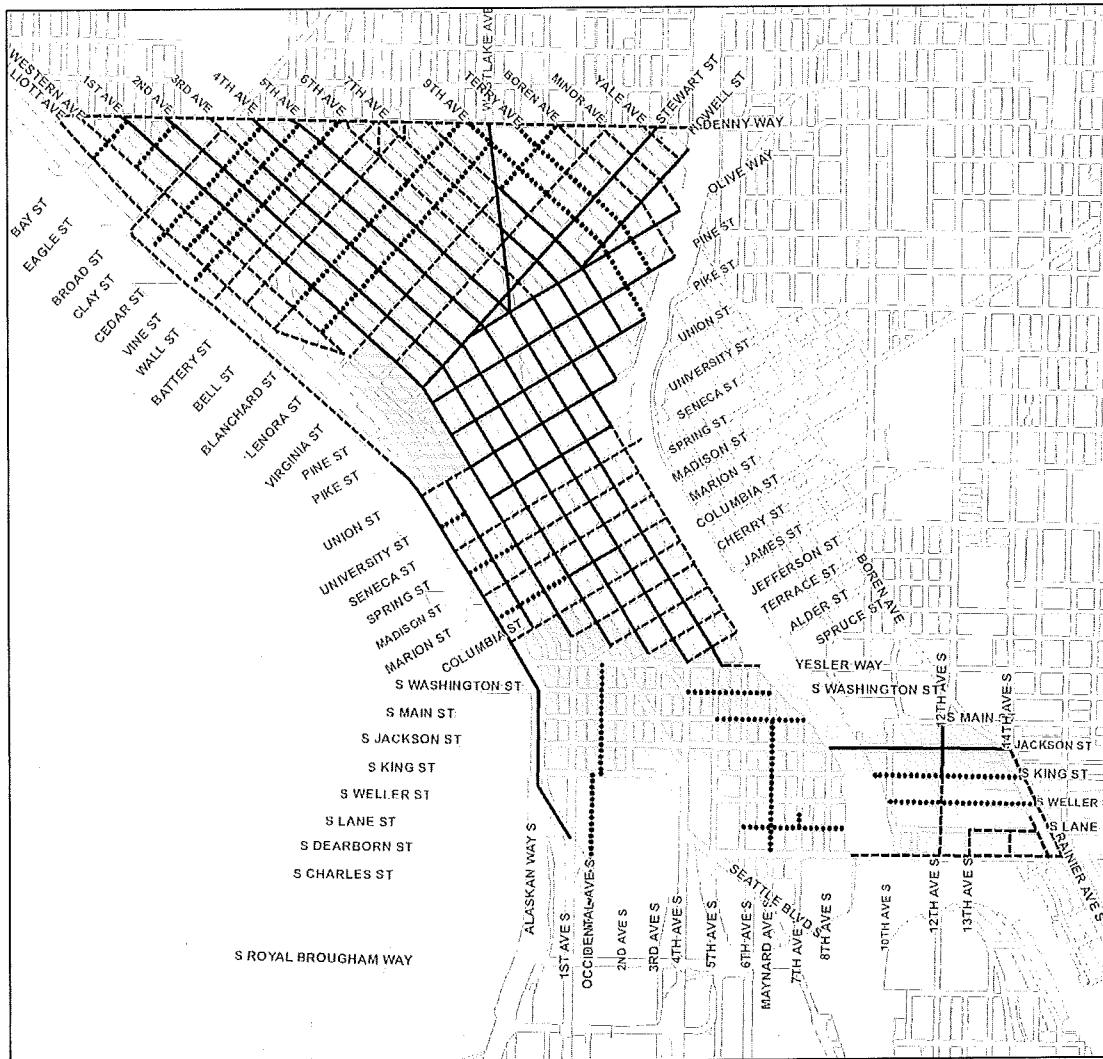 WESTERN AVE
LIOTT AVE
1ST AVE
2ND AVE
3RD AVE
4TH AVE
5TH AVE
6TH AVE
7TH AVE
9TH AVE
TLAKE AVE
TERRY AVE
BOREN AVE
MINOR AVE
YALE AVE
STEWART ST
HOWELL ST
DENNY WAY
OLIVE WAY
PINE ST
PIKE ST
UNION ST
UNIVERSITY ST
SENECA ST
SPRING ST
MADISON ST
MARION ST
COLUMBIA ST
CHERRY ST
JAMES ST
JEFFERSON ST
TERRACE ST
ALDER ST
SPRUCE ST
BOREN AVE
YESLER WAY
BAY ST
EAGLE ST
BROAD ST
CLAY ST
CEDAR ST
VINE ST
WALL ST
BATTERY ST
BELL ST
BLANCHARD ST
LENORA ST
VIRGINIA ST
PINE ST
PIKE ST
UNION ST
UNIVERSITY ST
SENECA ST
SPRING ST
MADISON ST
MARION ST
COLUMBIA ST
S WASHINGTON ST
S MAIN ST
S JACKSON ST
S KING ST
S WELLER ST
S LANE ST
S DEARBORN ST
S CHARLES ST
S ROYAL BROUGHAM WAY
S WASHINGTON ST
12TH AVE S
S MAIN ST
14TH AVE S
JACKSON ST
S KING ST
S WELLER
S LANE
RAINIER AVE S
ALASKAN WAY S
1ST AVE S
OCCIDENTAL AVE S
2ND AVE S
3RD AVE S
4TH AVE S
5TH AVE S
6TH AVE S
MAYNARD AVE S
7TH AVE S
8TH AVE S
SEATTLE BLVD S
10TH AVE S
12TH AVE S
13TH AVE S